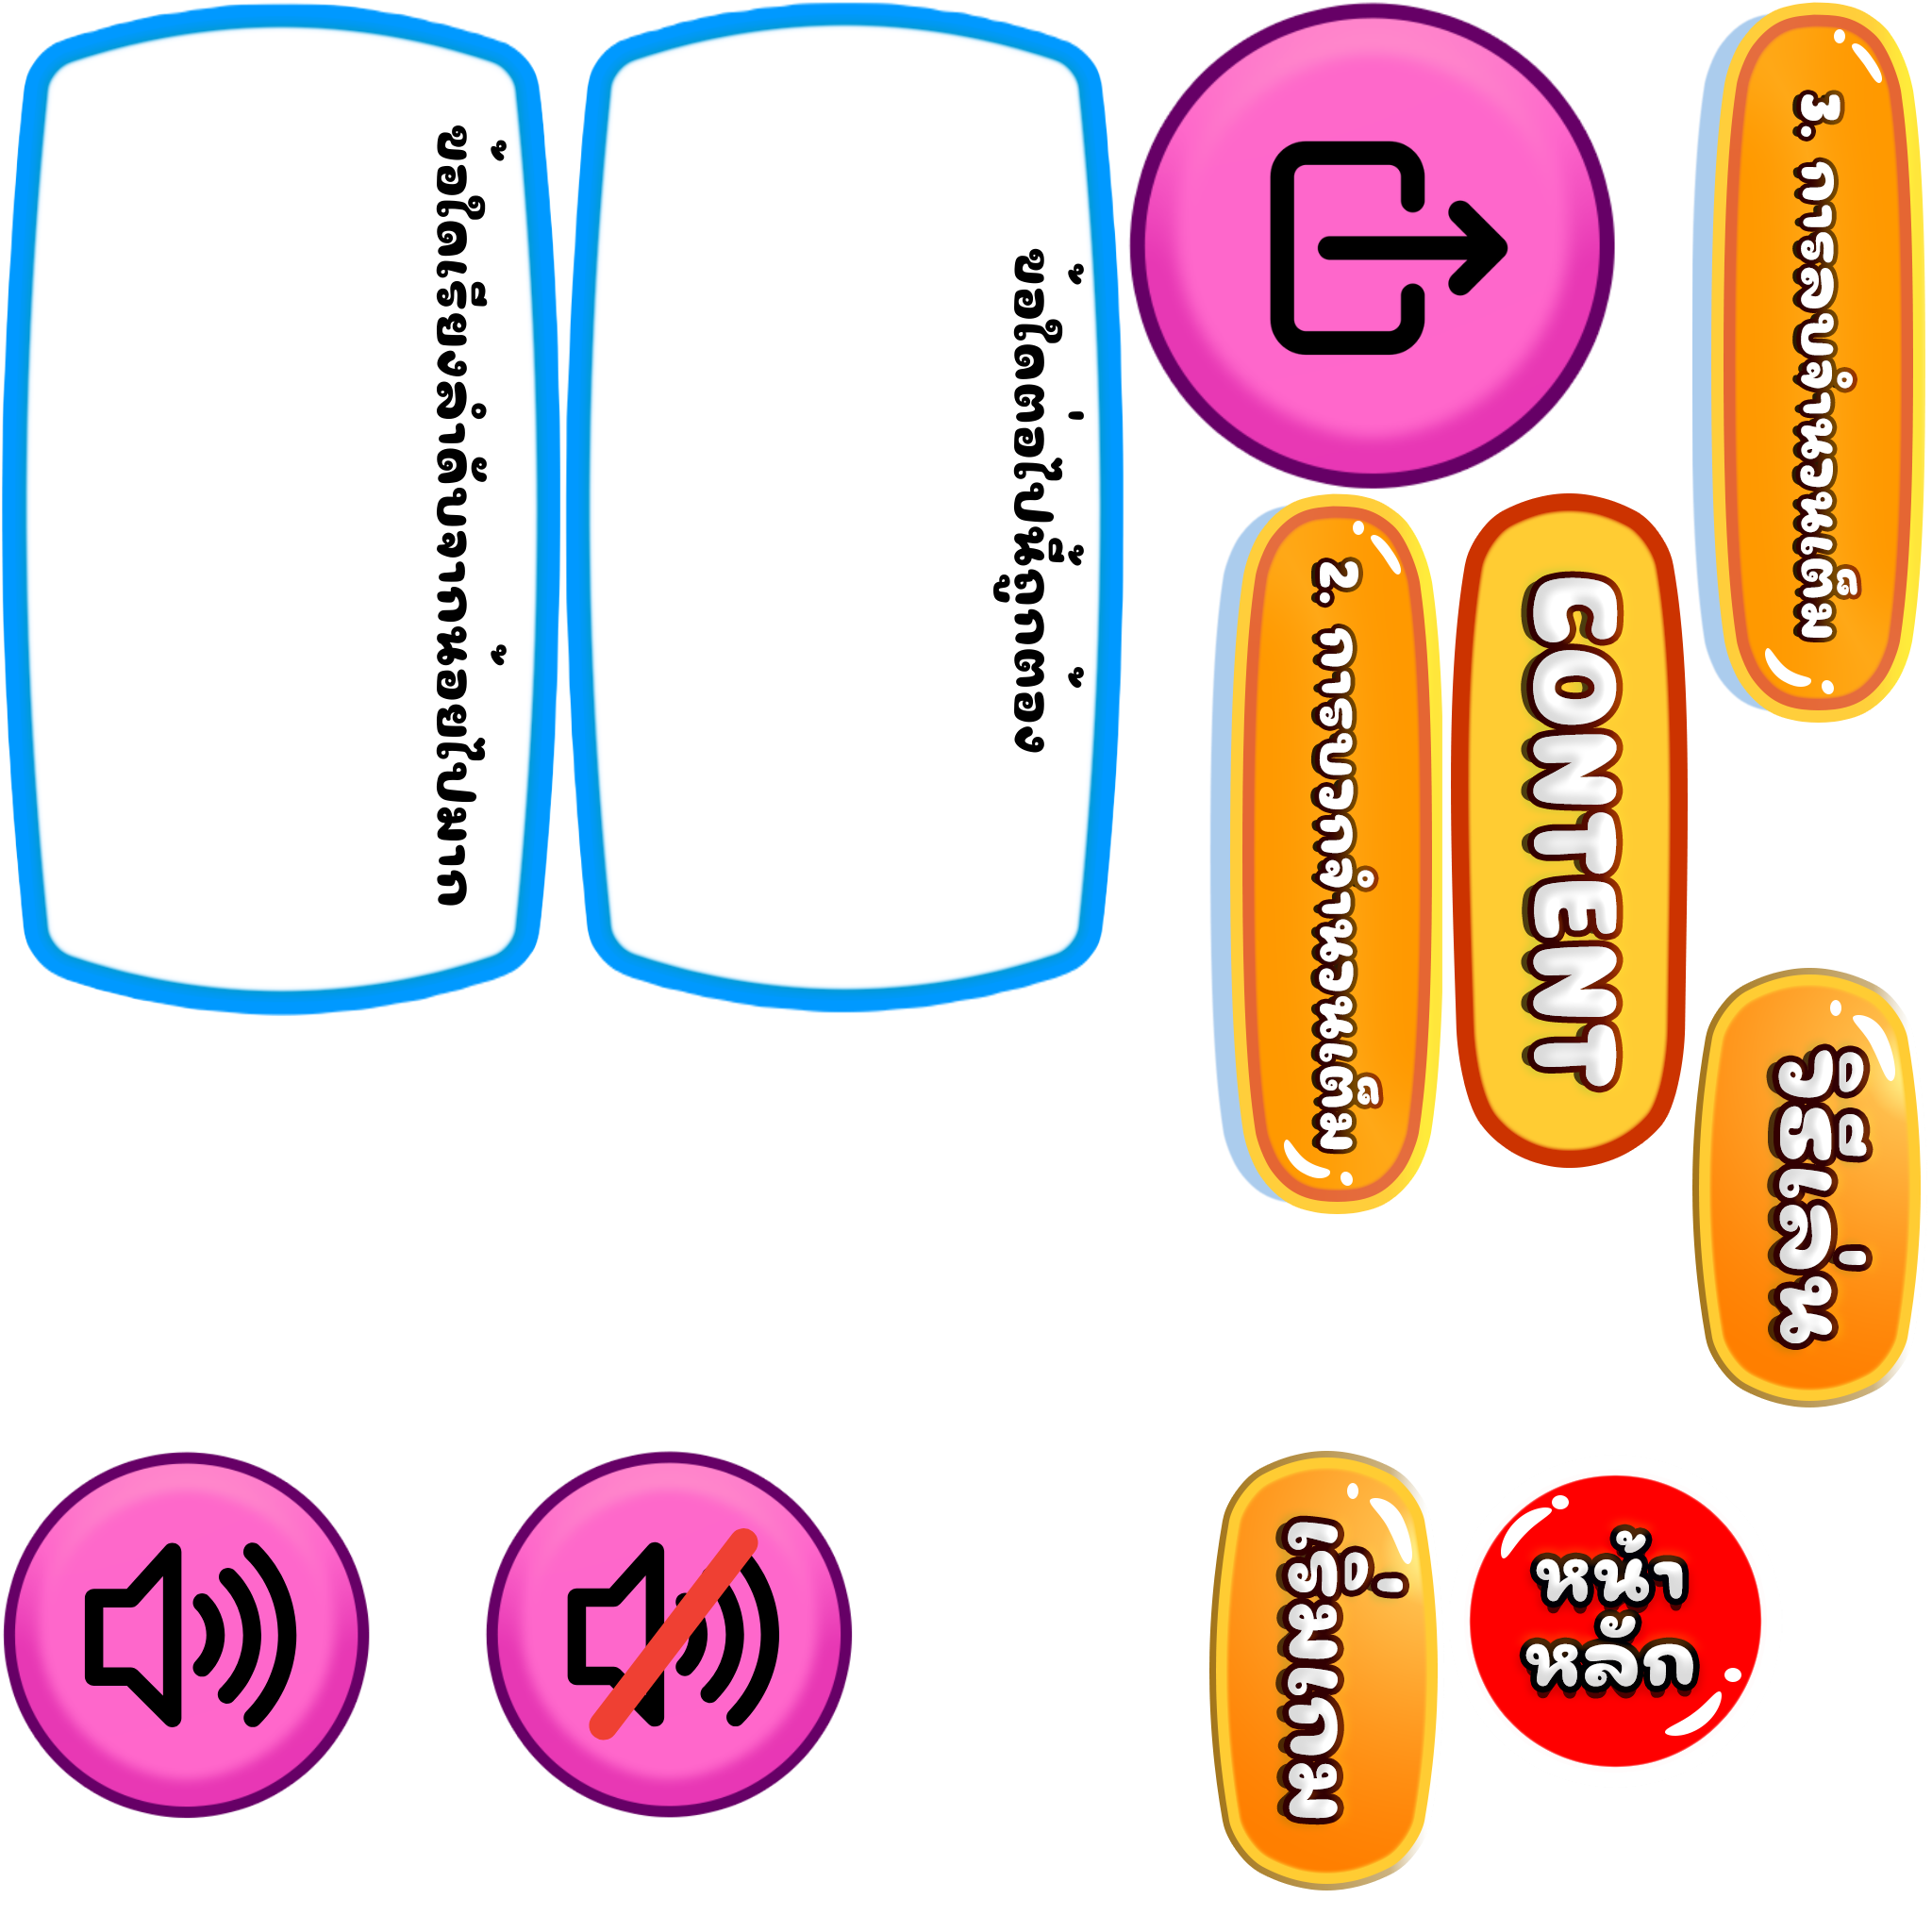 ข้อใดเรียงลำดับจากน้อยไปมาก
ข้อใดต่อไปนี้ถูกต้อง
3. การลบจำนวนเต็ม
2. การบวกจำนวนเต็ม
CONTENT
วิธีเล่น
เริ่มเกม
หน้า
หลัก